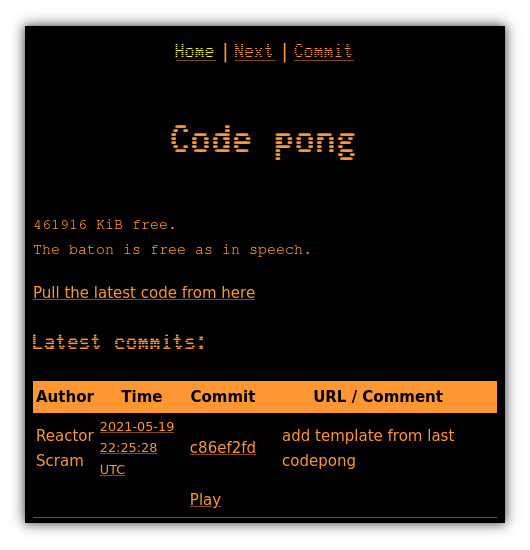 Home | Next | Commit
Code pong
461916 KiB free.
The baton is free as in speech.
Pull the latest code from here
Latest commits:
Author Time Commit URL / Comment
Reactor Scram 2021-05-19 22:25:28 UTC c86ef2fd add template from last codepong
Play